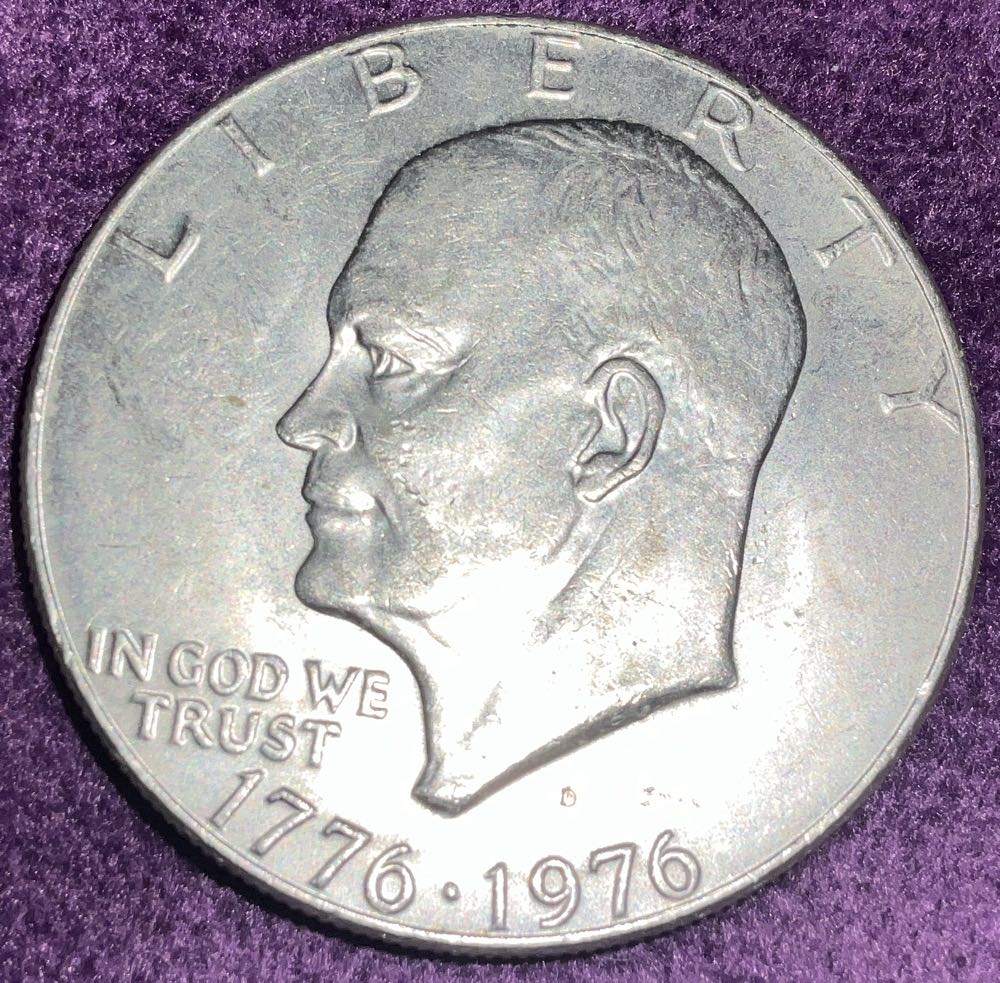 LIBERTY
IN GOD WE
TRUST
D
1776 · 1976